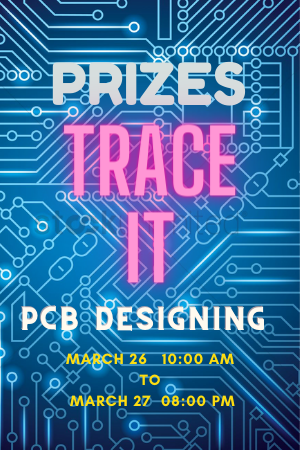 PRIZES
TRACE
IT
PCB DESIGNING
MARCH 26 10:00 AM
TO
MARCH 27 08:00 PM